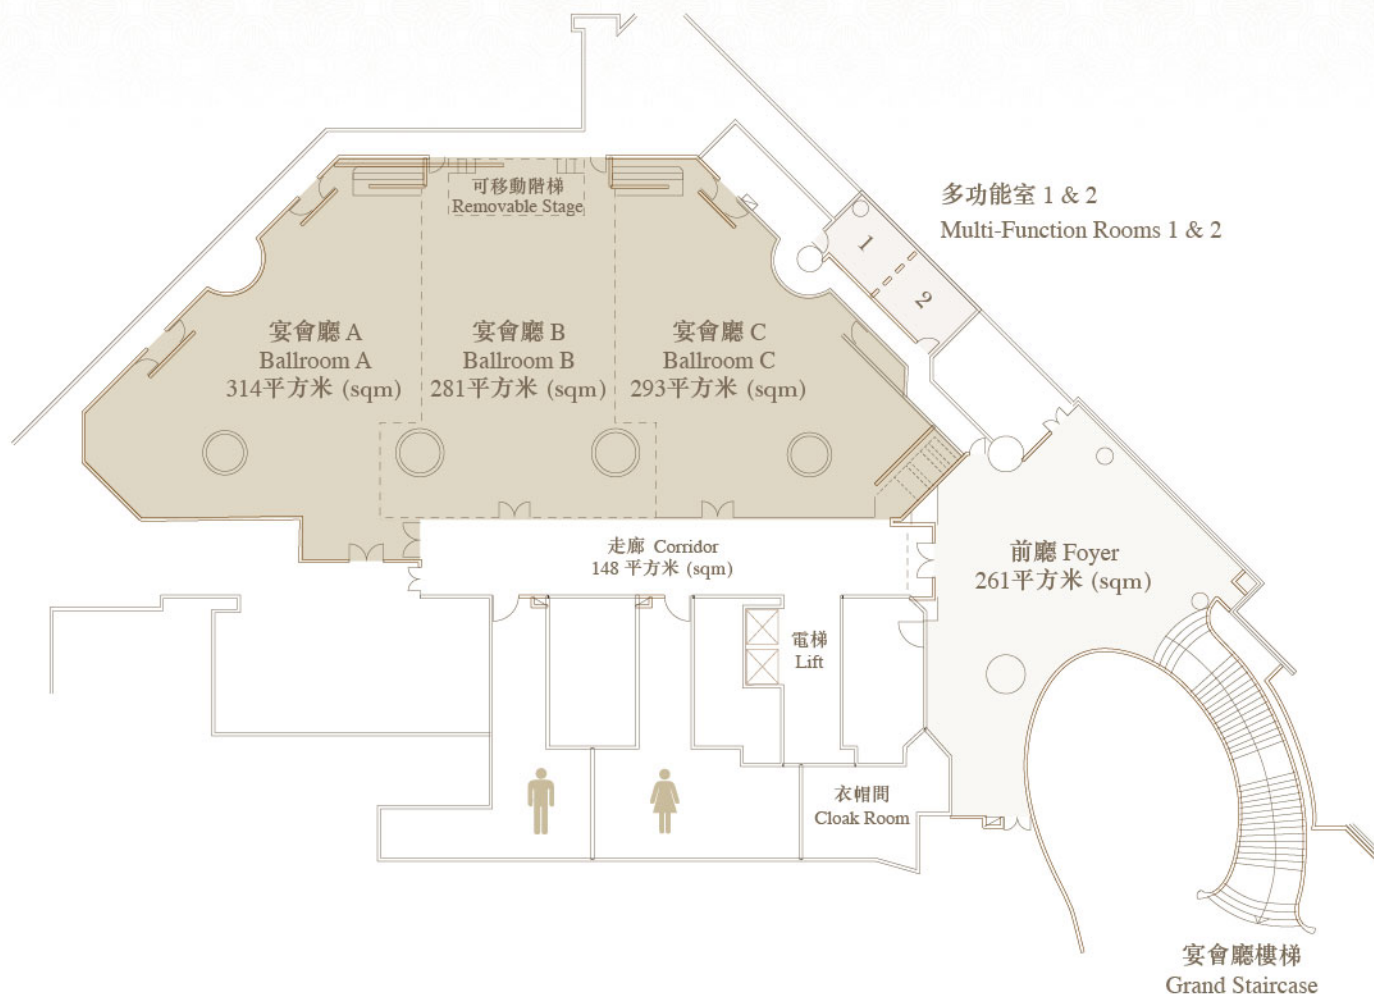 可移動階梯
Removable Stage
多功能室 1 & 2
Multi-Function Rooms 1 & 2
1
2
宴會廳 A
Ballroom A
314平方米 (sqm)
宴會廳 B
Ballroom B
281平方米 (sqm)
宴會廳 C
Ballroom C
293平方米 (sqm)
走廊 Corridor
148 平方米 (sqm)
前廳 Foyer
261平方米 (sqm)
電梯
Lift
衣帽間
Cloak Room
宴會廳樓梯
Grand Staircase